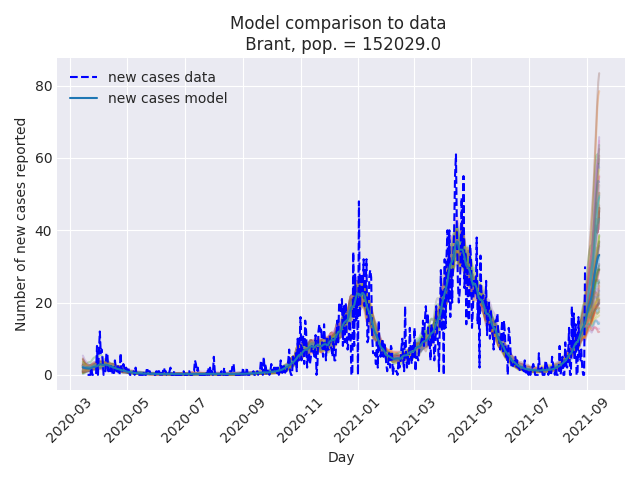 Model comparison to data
Brant, pop. = 152029.0
new cases data
new cases model
Number of new cases reported
80
60
40
20
0
2020-03
2020-05
2020-07
2020-09
2020-11
2021-01
2021-03
2021-05
2021-07
2021-09
Day